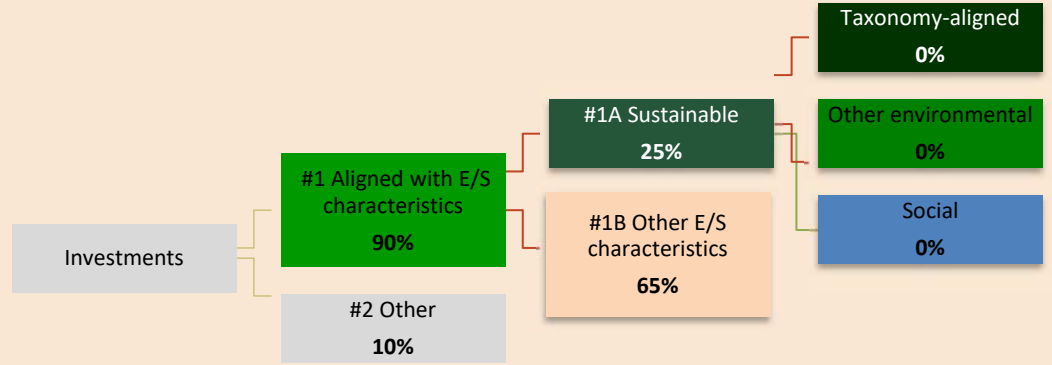 Investments
#1 Aligned with E/S
characteristics
90%
#2 Other
10%
#1A Sustainable
25%
#1B Other E/S
characteristics
65%
Taxonomy-aligned
0%
Other environmental
0%
Social
0%